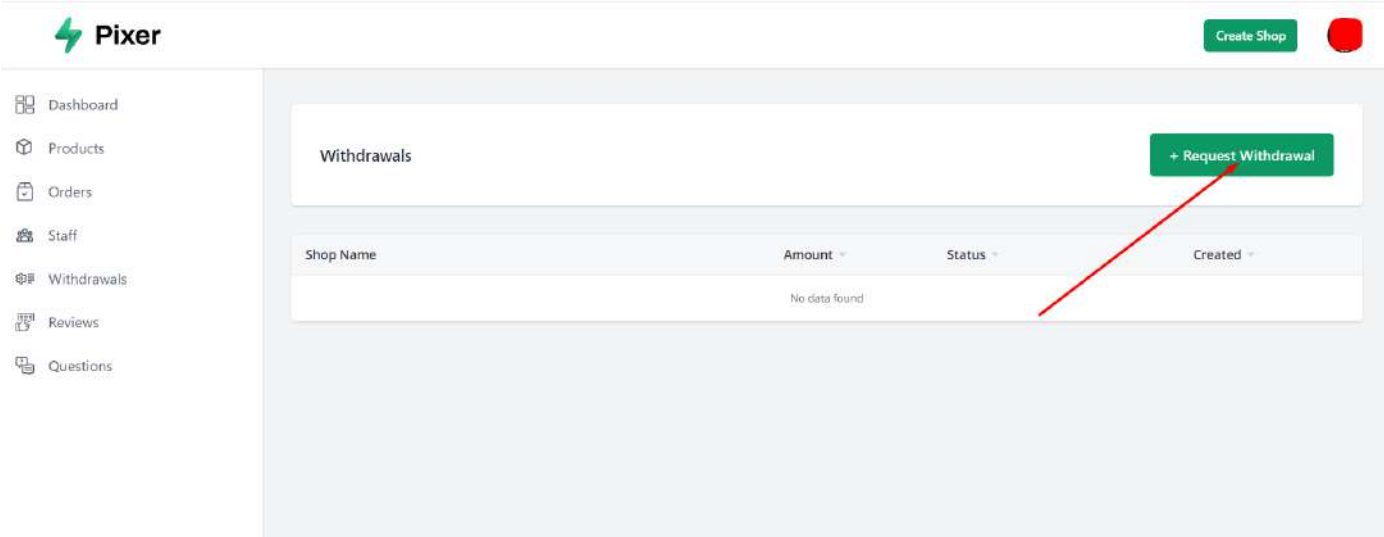 Pixer
Create Shop
Dashboard
Products
Orders
Staff
Withdrawals
Reviews
Questions
Withdrawals
+ Request Withdrawal
Shop Name Amount Status Created
No data found